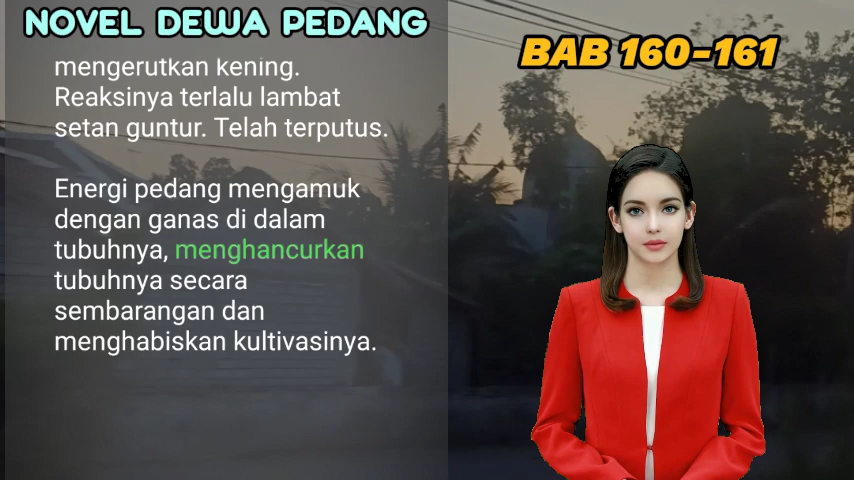 NOVEL DEWA PEDANG
BAB 160-161
mengerutkan kening.
Reaksinya terlalu lambat
setan guntur. Telah terputus.
Energi pedang mengamuk
dengan ganas di dalam
tubuhnya, menghancurkan
tubuhnya secara
sembarangan dan
menghabiskan kultivasinya.